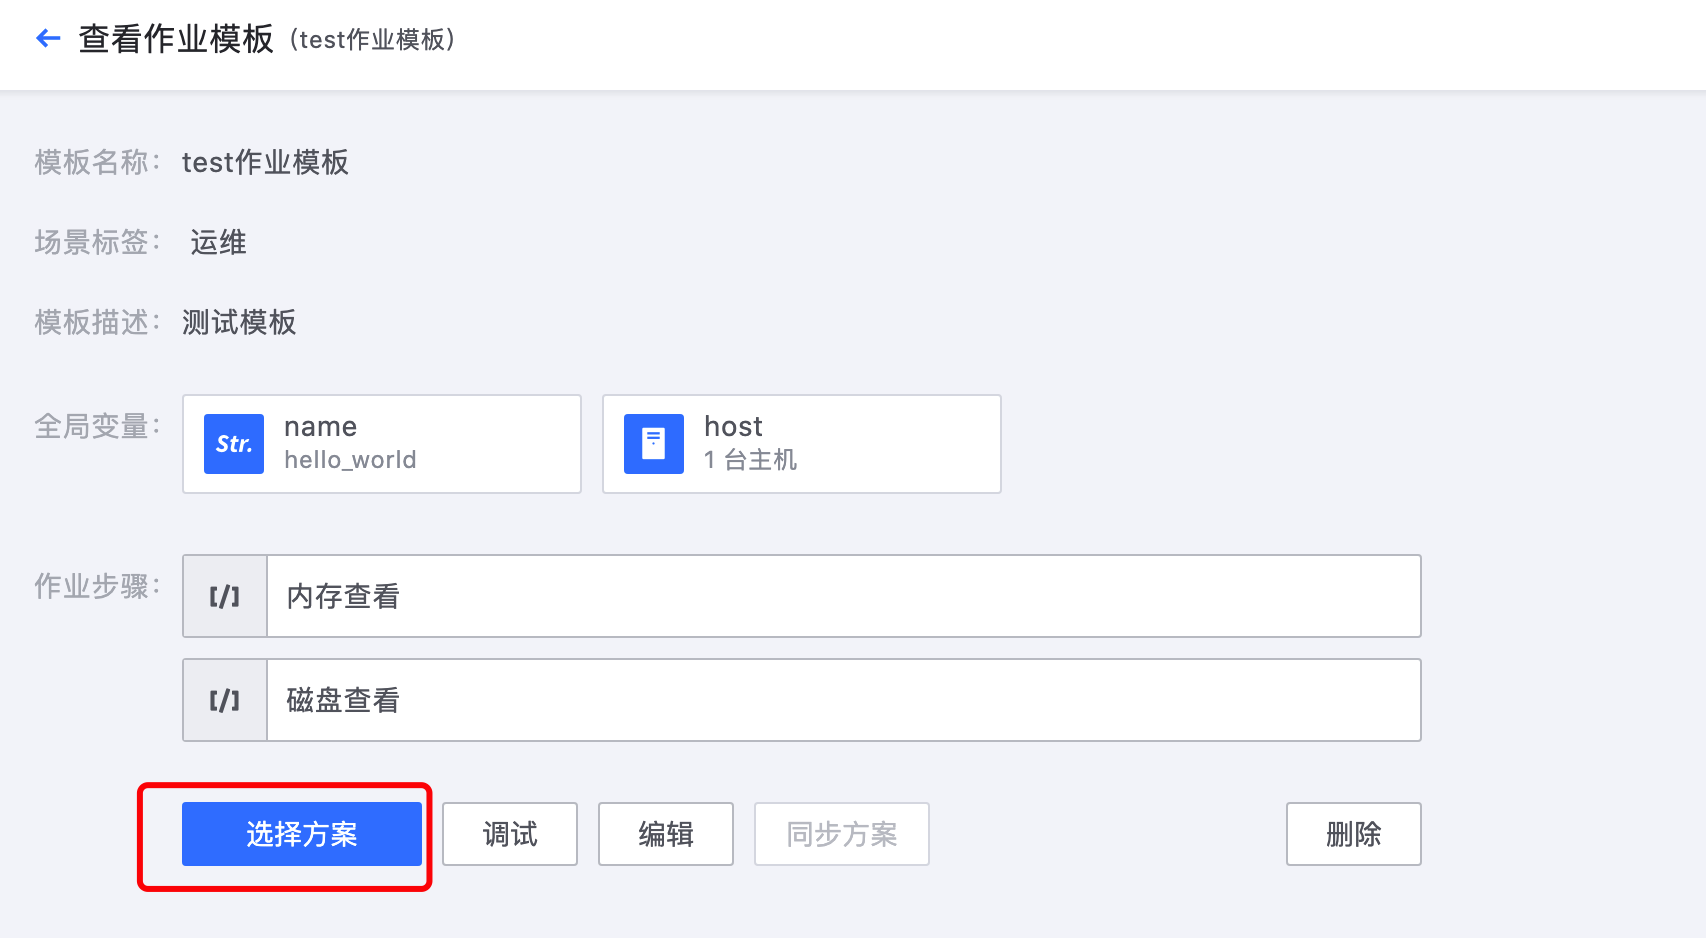 查看作业模板（test作业模板）
模板名称： test作业模板
场景标签： 运维
模板描述： 测试模板
全局变量：
Str.
name
hello_world
host
1 台主机
作业步骤：
[/] 内存查看
[/] 磁盘查看
选择方案 调试 编辑 同步方案 删除